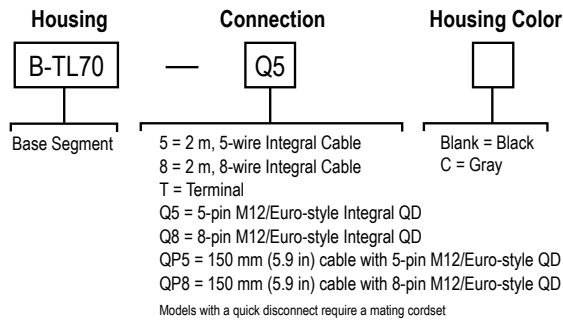 Housing Connection Housing Color
B-TL70 — Q5
Base Segment
5 = 2 m, 5-wire Integral Cable
8 = 2 m, 8-wire Integral Cable
T = Terminal
Q5 = 5-pin M12/Euro-style Integral QD
Q8 = 8-pin M12/Euro-style Integral QD
QP5 = 150 mm (5.9 in) cable with 5-pin M12/Euro-style QD
QP8 = 150 mm (5.9 in) cable with 8-pin M12/Euro-style QD
Models with a quick disconnect require a mating cordset
Blank = Black
C = Gray